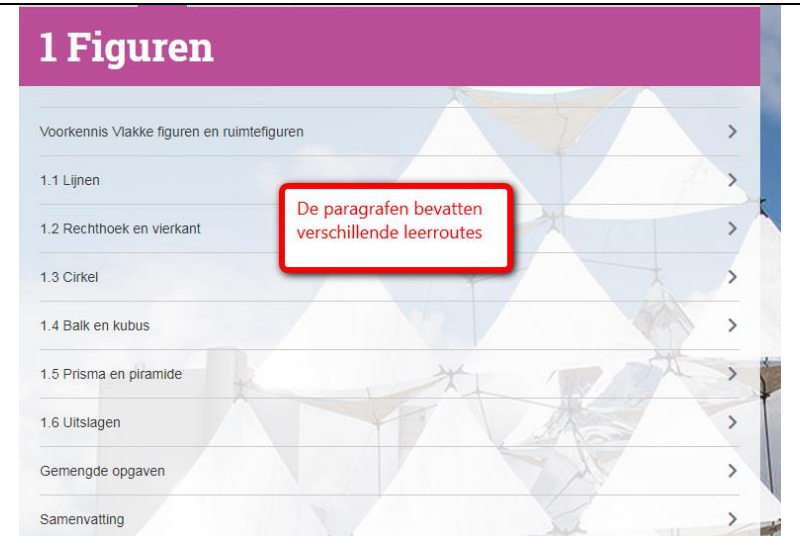 1 Figuren
Voorkennis Vlakke figuren en ruimtefiguren
1.1 Lijnen
De paragrafen bevatten
verschillende leerroutes
1.2 Rechthoek en vierkant
1.3 Cirkel
1.4 Balk en kubus
1.5 Prisma en piramide
1.6 Uitslagen
Gemengde opgaven
Samenvatting